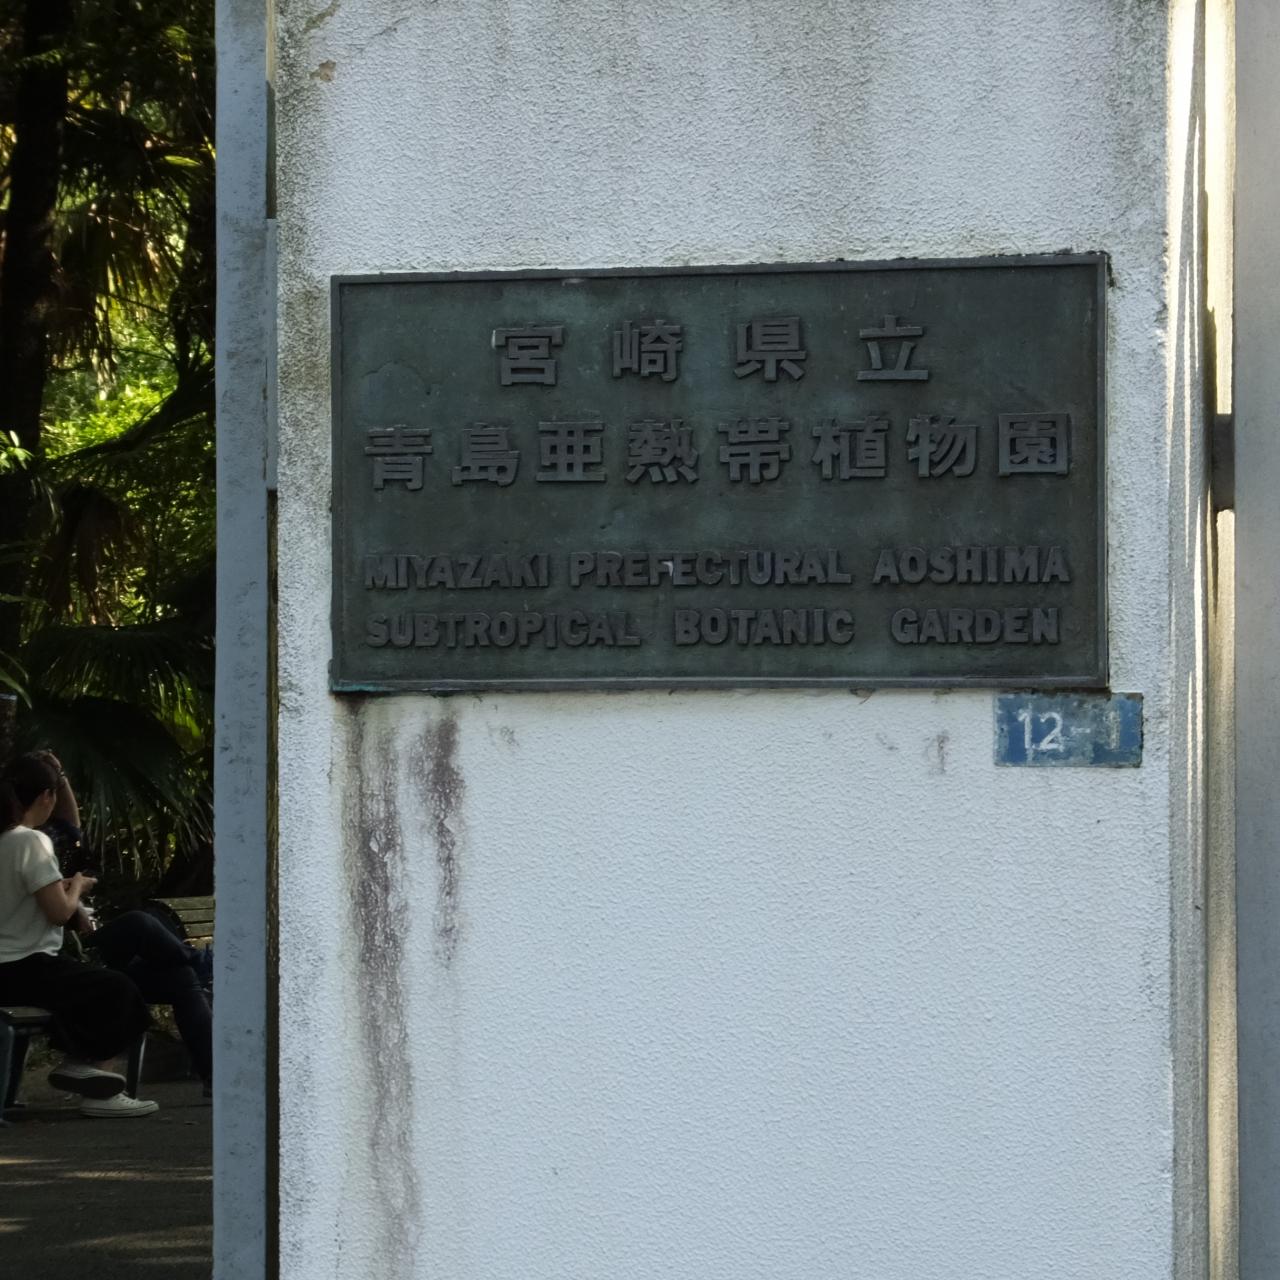 宮崎県立
青島亜熱帯植物園
MIYAZAKI PREFECTURAL AOSHIMA
SUBTROPICAL BOTANIC GARDEN
12-1